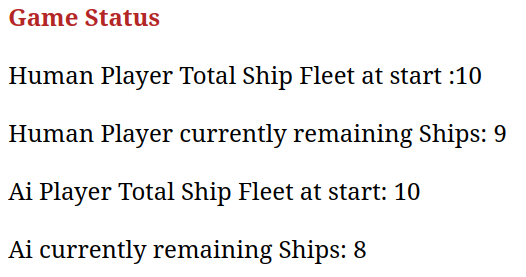 Game Status
Human Player Total Ship Fleet at start :10
Human Player currently remaining Ships: 9
Ai Player Total Ship Fleet at start: 10
Ai currently remaining Ships: 8